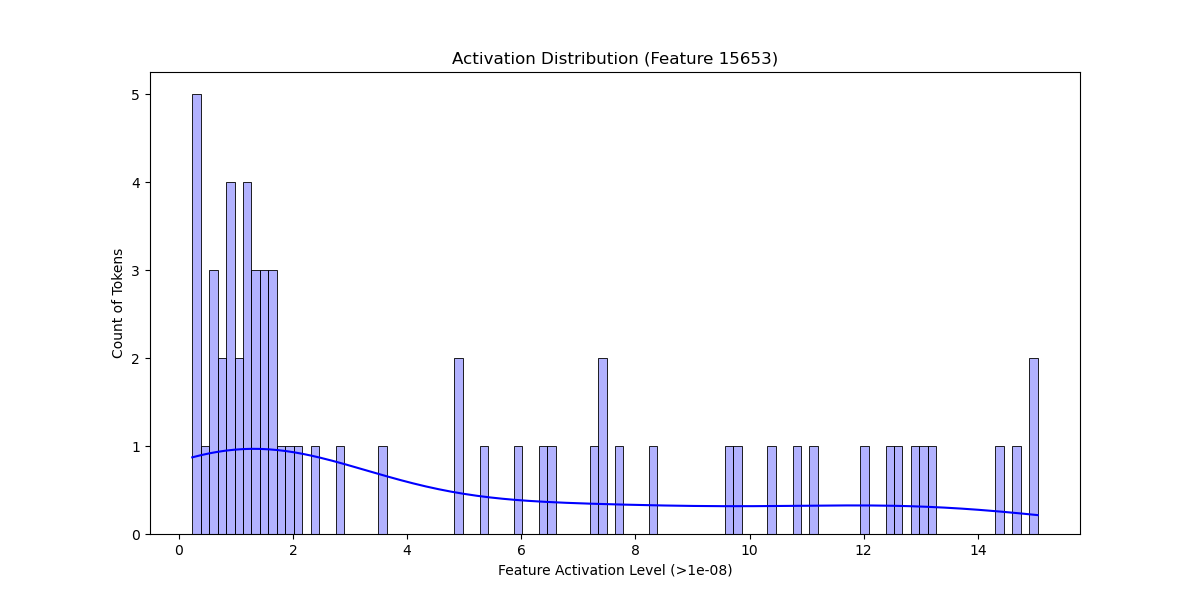 Activation Distribution (Feature 15653)
5
4
3
2
1
0
Count of Tokens
0 2 4 6 8 10 12 14
Feature Activation Level (>1e-08)